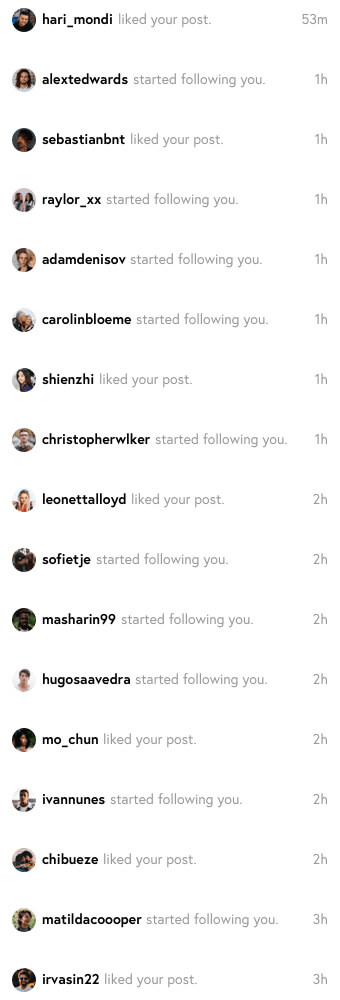 hari_mondi liked your post. 53m
alextedwards started following you. 1h
sebastianbnt liked your post. 1h
raylor_xx started following you. 1h
adamdenisov started following you. 1h
carolinbloeme started following you. 1h
shienzhi liked your post. 1h
christopherwlker started following you. 1h
leonettalloyd liked your post. 2h
sofietje started following you. 2h
masharin99 started following you. 2h
hugosaavedra started following you. 2h
mo_chun liked your post. 2h
ivannunes started following you. 2h
chibueze liked your post. 2h
matildacoooper started following you. 3h
irvasin22 liked your post. 3h